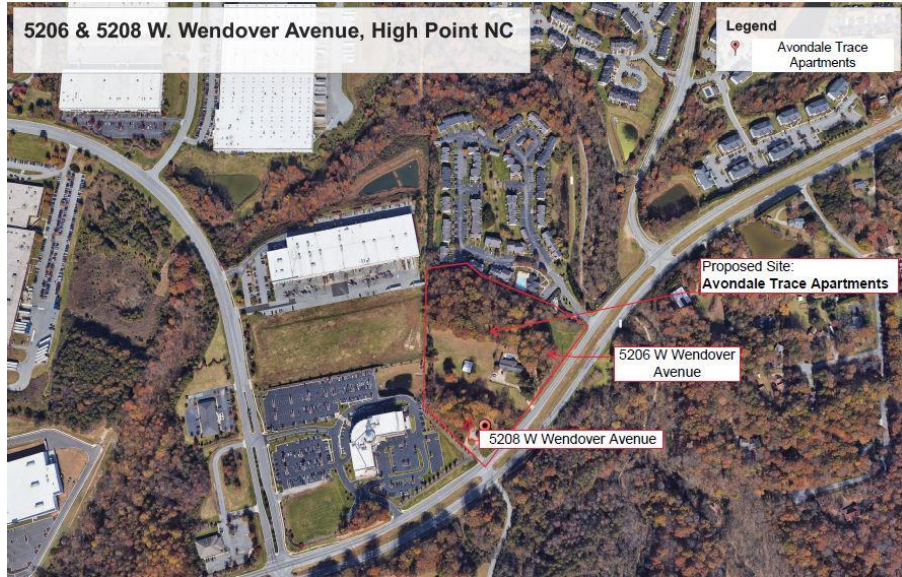 5206 & 5208 W. Wendover Avenue, High Point NC
Legend
Avondale Trace
Apartments
Proposed Site:
Avondale Trace Apartments
5206 W Wendover
Avenue
5208 W Wendover Avenue